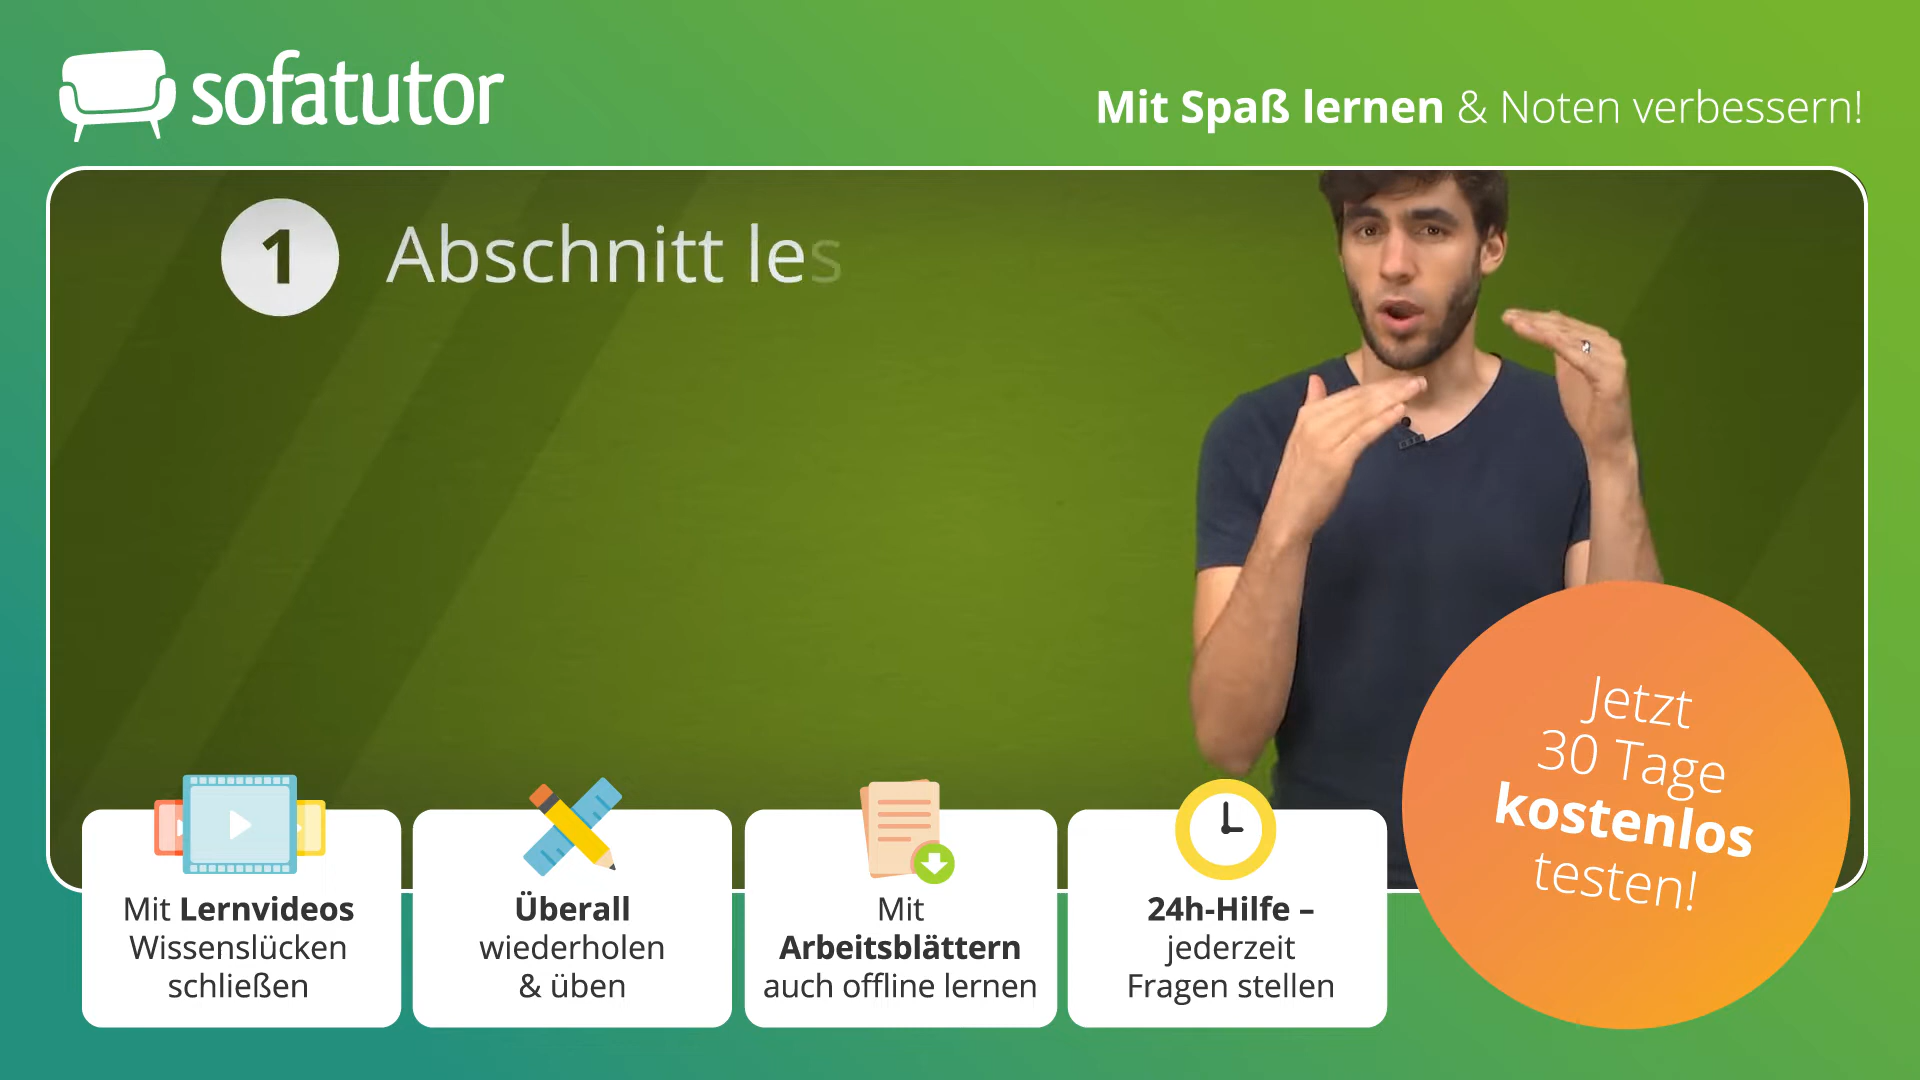 sofatutor
Mit Spaß lernen & Noten verbessern!
1 Abschnitt les
Jetzt
30 Tage
kostenlos
testen!
Mit Lernvideos
Wissenslücken
schließen
Überall
wiederholen
& üben
Mit
Arbeitsblättern
auch offline lernen
24h-Hilfe –
jederzeit
Fragen stellen